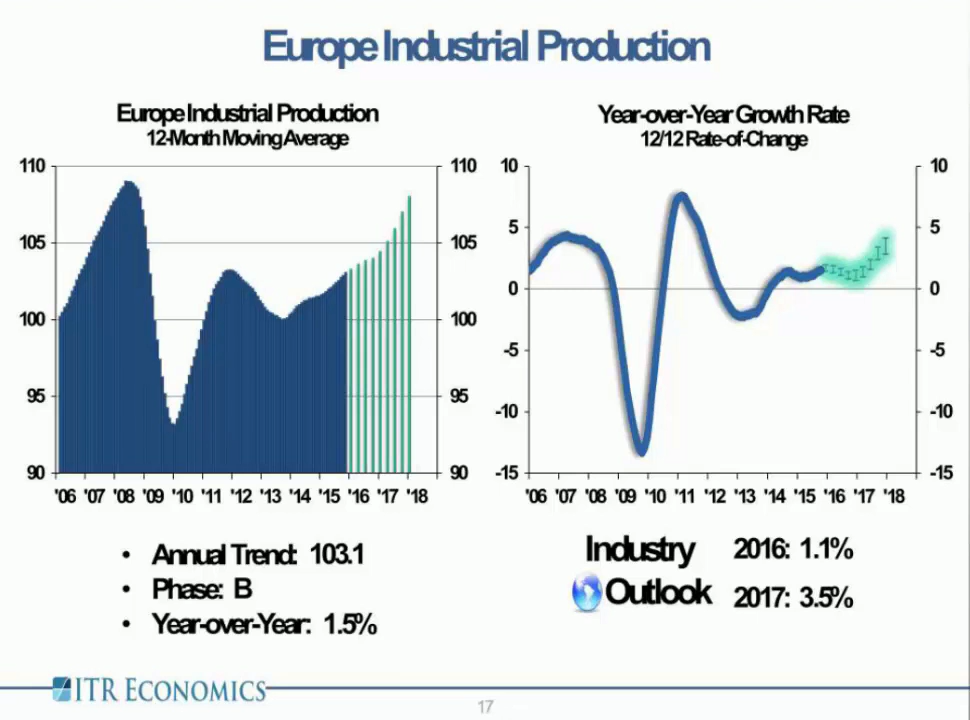 Europe Industrial Production
Europe Industrial Production
12-Month Moving Average
110 110
105 105
100 100
95 95
90 90
'06 '07 '08 '09 '10 '11 '12 '13 '14 '15 '16 '17 '18
Year-over-Year Growth Rate
12/12 Rate-of-Change
10 10
5 5
0 0
-5 -5
-10 -10
-15 -15
'06 '07 '08 '09 '10 '11 '12 '13 '14 '15 '16 '17 '18
• Annual Trend: 103.1
• Phase: B
• Year-over-Year: 1.5%
Industry
Outlook
2016: 1.1%
2017: 3.5%
ITR ECONOMICS
17